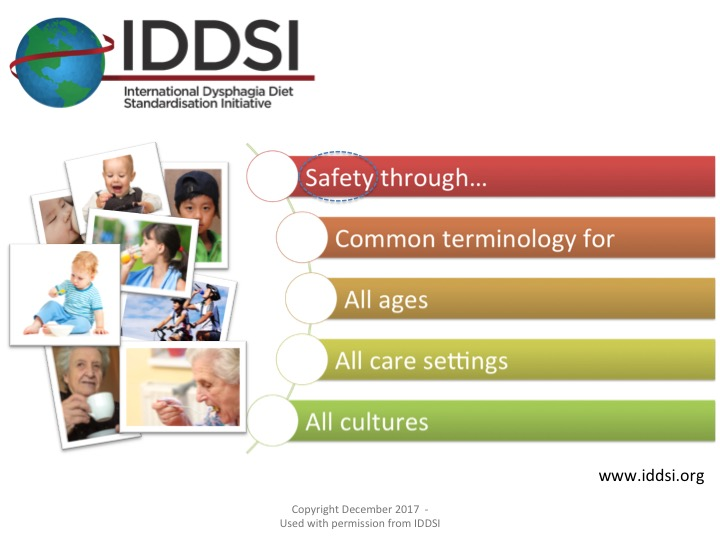 IDDSI
International Dysphagia Diet
Standardisation Initiative
Safety through...
Common terminology for
All ages
All care settings
All cultures
www.iddsi.org
Copyright December 2017 -
Used with permission from IDDSI